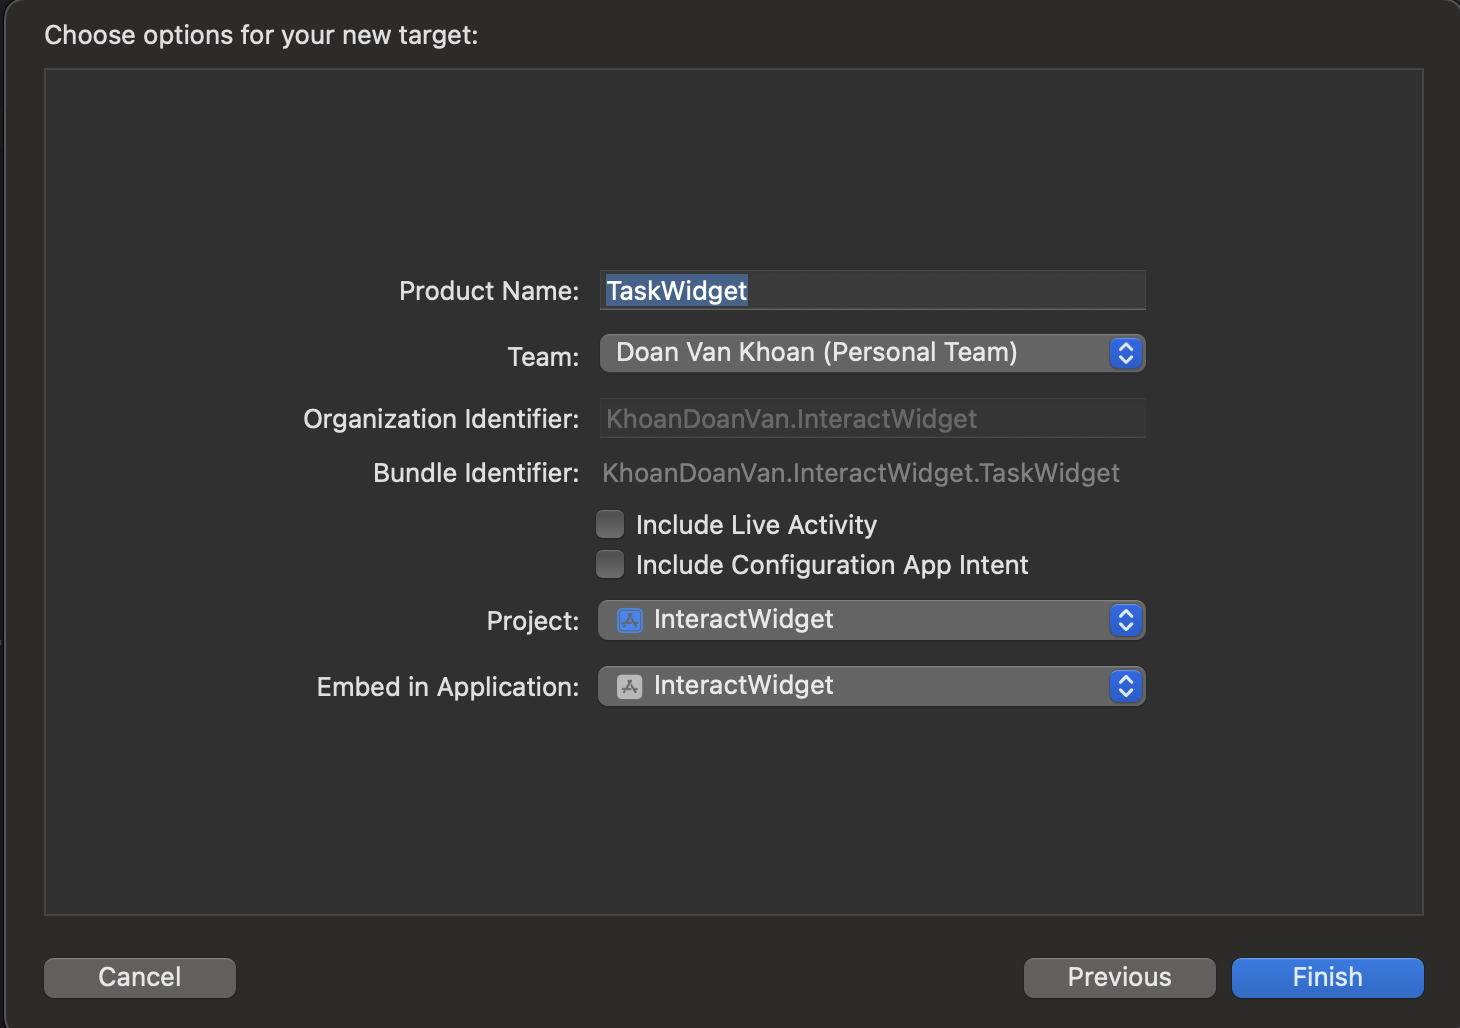 Choose options for your new target:
Product Name: TaskWidget
Team: Doan Van Khoan (Personal Team)
Organization Identifier: KhoanDoanVan.InteractWidget
Bundle Identifier: KhoanDoanVan.InteractWidget.TaskWidget
Include Live Activity
Include Configuration App Intent
Project: InteractWidget
Embed in Application: InteractWidget
Cancel Previous Finish